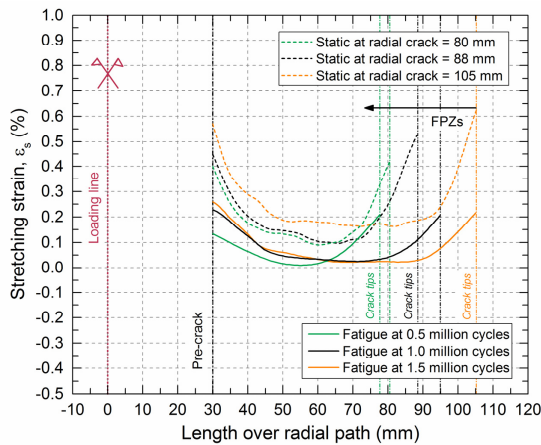 1.0
0.9
0.8
0.7
0.6
0.5
0.4
0.3
0.2
0.1
0.0
-0.1
-0.2
-0.3
-0.4
-0.5
Stretching strain, εs (%)
Static at radial crack = 80 mm
Static at radial crack = 88 mm
Static at radial crack = 105 mm
FPZs
Loading line
Pre-crack
Crack tips
Crack tips
Crack tips
Fatigue at 0.5 million cycles
Fatigue at 1.0 million cycles
Fatigue at 1.5 million cycles
-10 0 10 20 30 40 50 60 70 80 90 100 110 120
Length over radial path (mm)